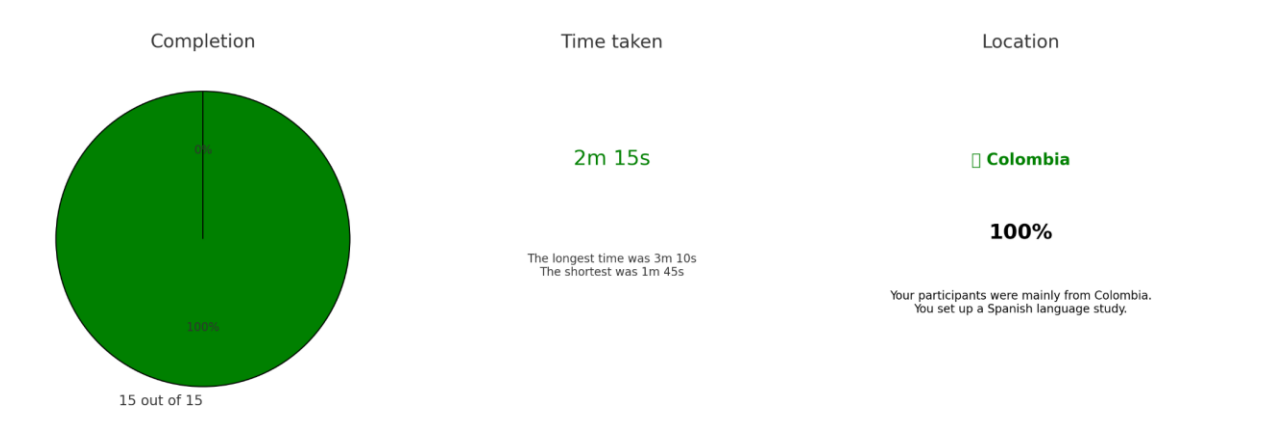 Completion
0%
100%
15 out of 15
Time taken
2m 15s
The longest time was 3m 10s
The shortest was 1m 45s
Location
Colombia
100%
Your participants were mainly from Colombia.
You set up a Spanish language study.